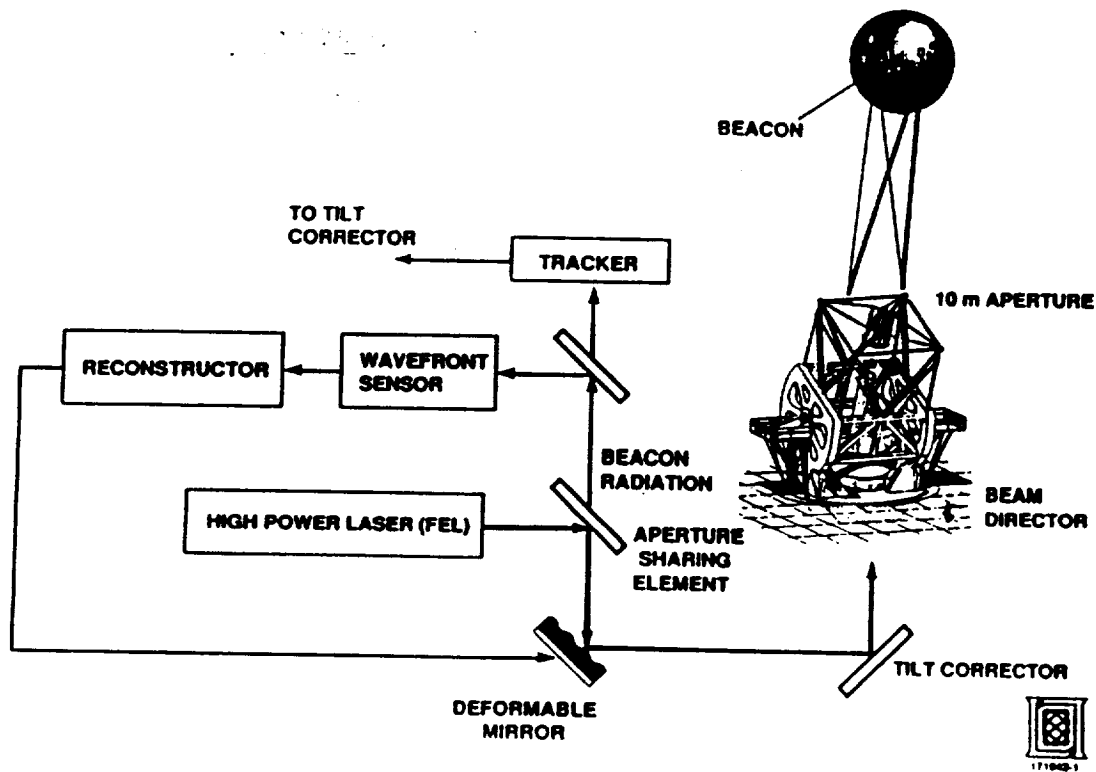 BEACON
TO TILT
CORRECTOR
TRACKER
10 m APERTURE
RECONSTRUCTOR
WAVEFRONT
SENSOR
BEACON
RADIATION
HIGH POWER LASER (FEL)
APERTURE
SHARING
ELEMENT
BEAM
DIRECTOR
TILT CORRECTOR
DEFORMABLE
MIRROR